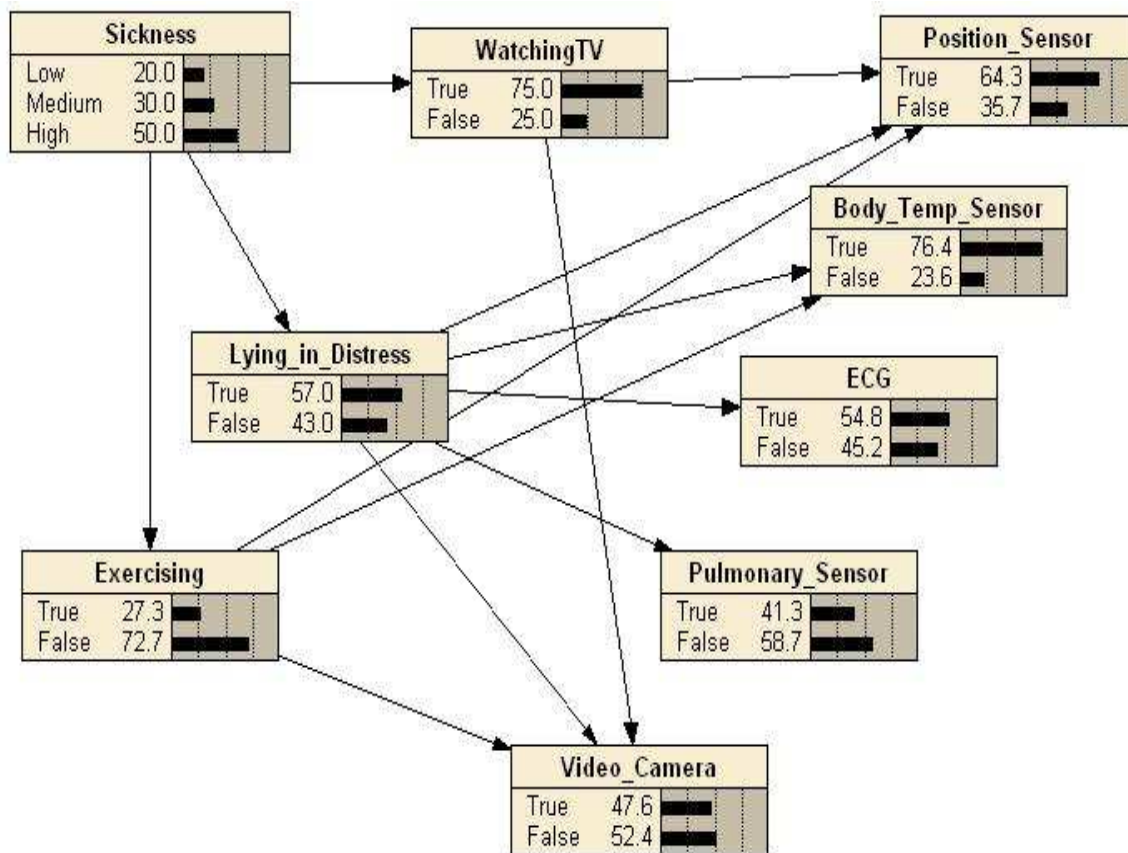 Sickness
Low 20.0
Medium 30.0
High 50.0
WatchingTV
True 75.0
False 25.0
Position_Sensor
True 64.3
False 35.7
Body_Temp_Sensor
True 76.4
False 23.6
Lying_in_Distress
True 57.0
False 43.0
ECG
True 54.8
False 45.2
Exercising
True 27.3
False 72.7
Pulmonary_Sensor
True 41.3
False 58.7
Video_Camera
True 47.6
False 52.4